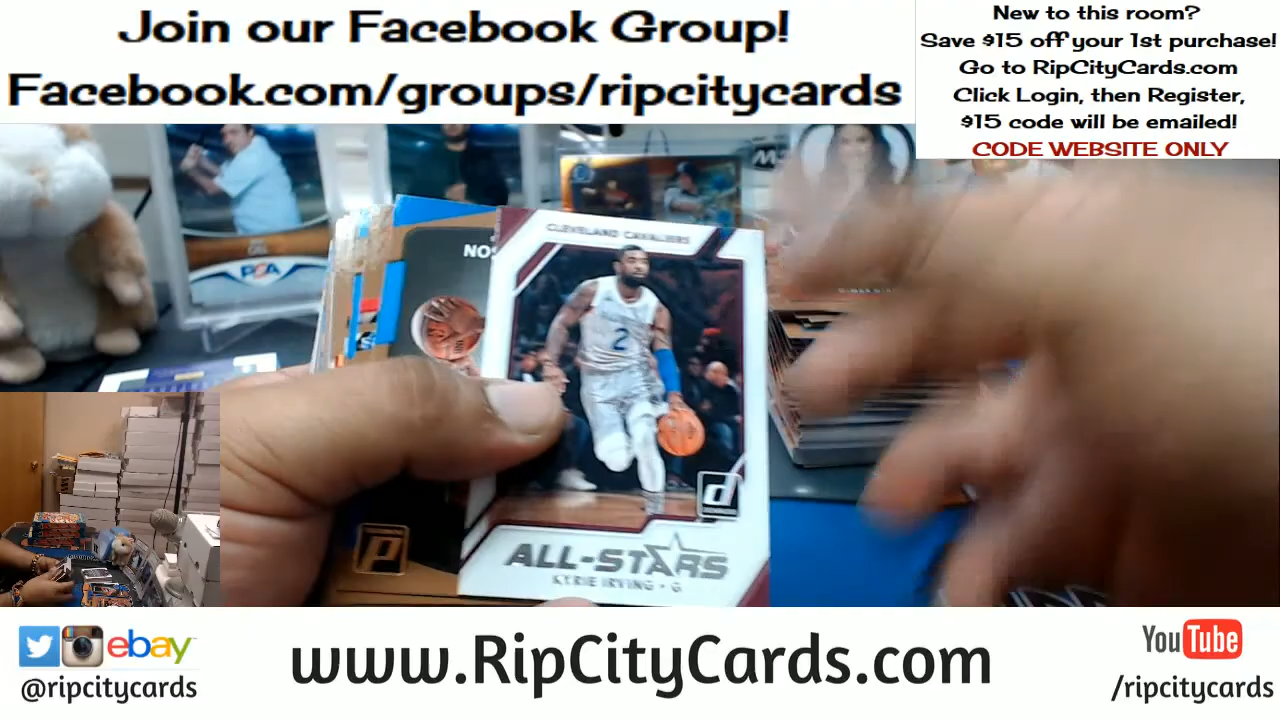 Join our Facebook Group!
Facebook.com/groups/ripcitycards
New to this room?
Save $15 off your 1st purchase!
Go to RipCityCards.com
Click Login, then Register,
$15 code will be emailed!
CODE WEBSITE ONLY
PSA
NOS
CLEVELAND CAVALIERS
2
d
ALL-STARS
KYRIE IRVING • G
P
ebay
@ripcitycards
www.RipCityCards.com
YouTube
/ripcitycards